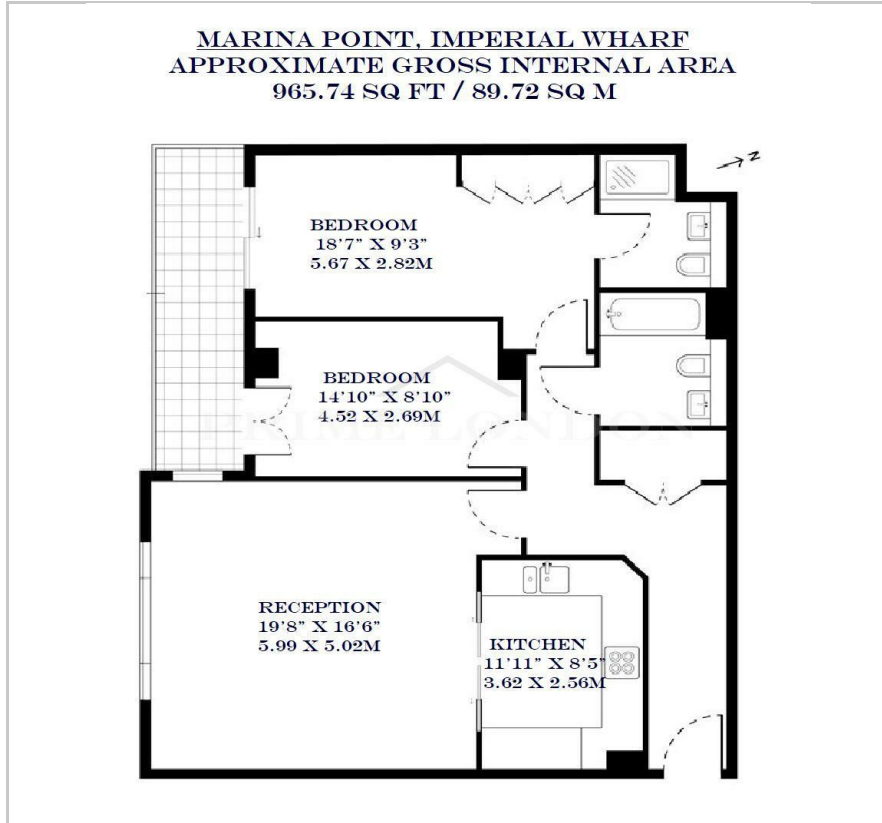 MARINA POINT, IMPERIAL WHARF
APPROXIMATE GROSS INTERNAL AREA
965.74 SQ FT / 89.72 SQ M
N
BEDROOM
18'7" X 9'3"
5.67 X 2.82M
BEDROOM
14'10" X 8'10"
4.52 X 2.69M
PRIME LONDON
RECEPTION
19'8" X 16'6"
5.99 X 5.02M
KITCHEN
11'11" X 8'5"
3.62 X 2.56M